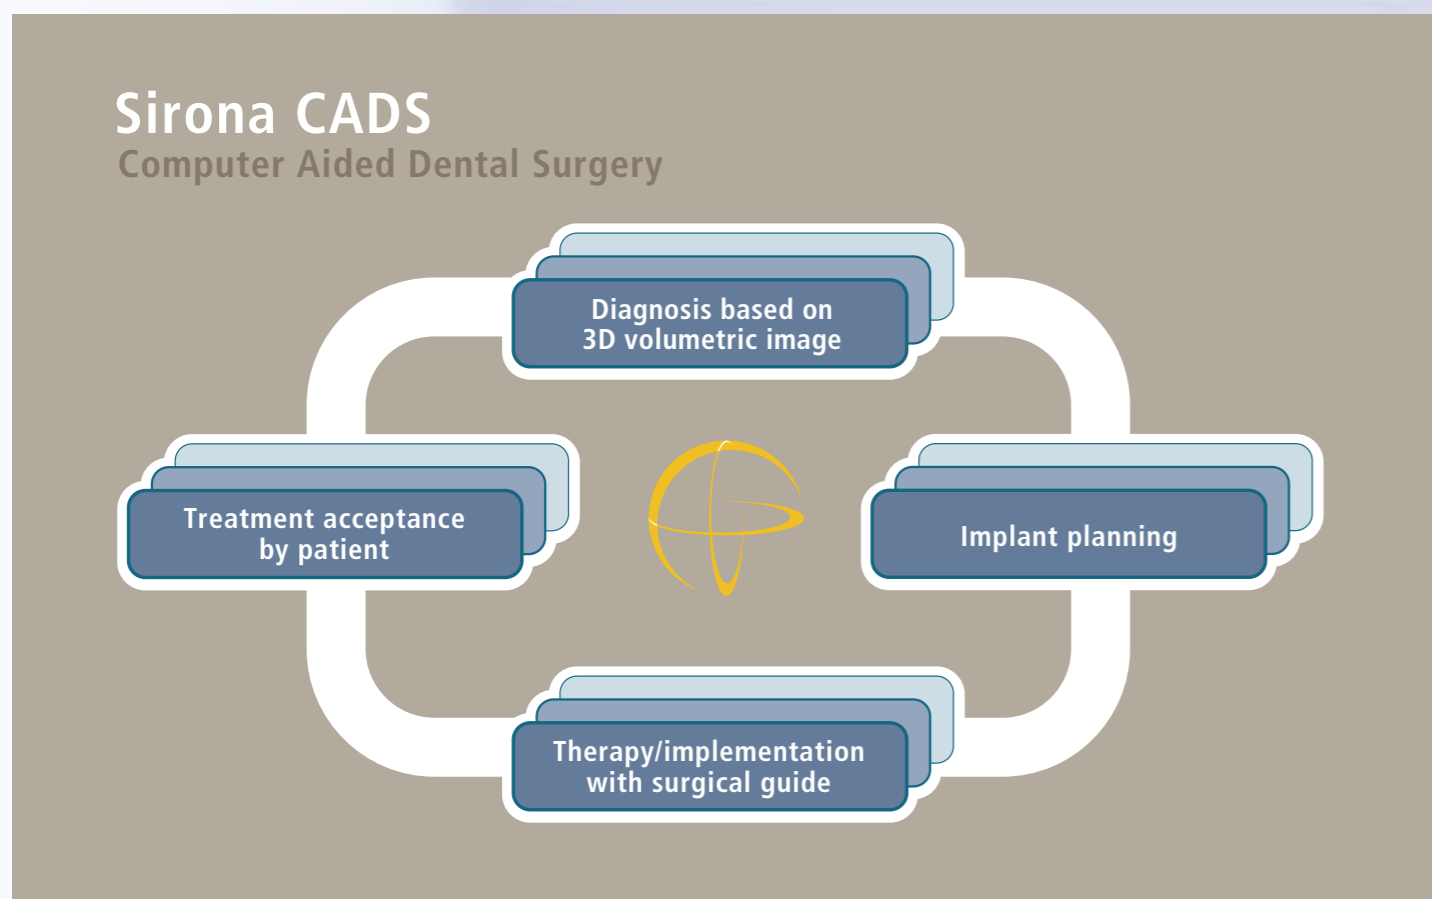 Sirona CADS
Computer Aided Dental Surgery
Diagnosis based on
3D volumetric image
Treatment acceptance
by patient
Implant planning
Therapy/implementation
with surgical guide